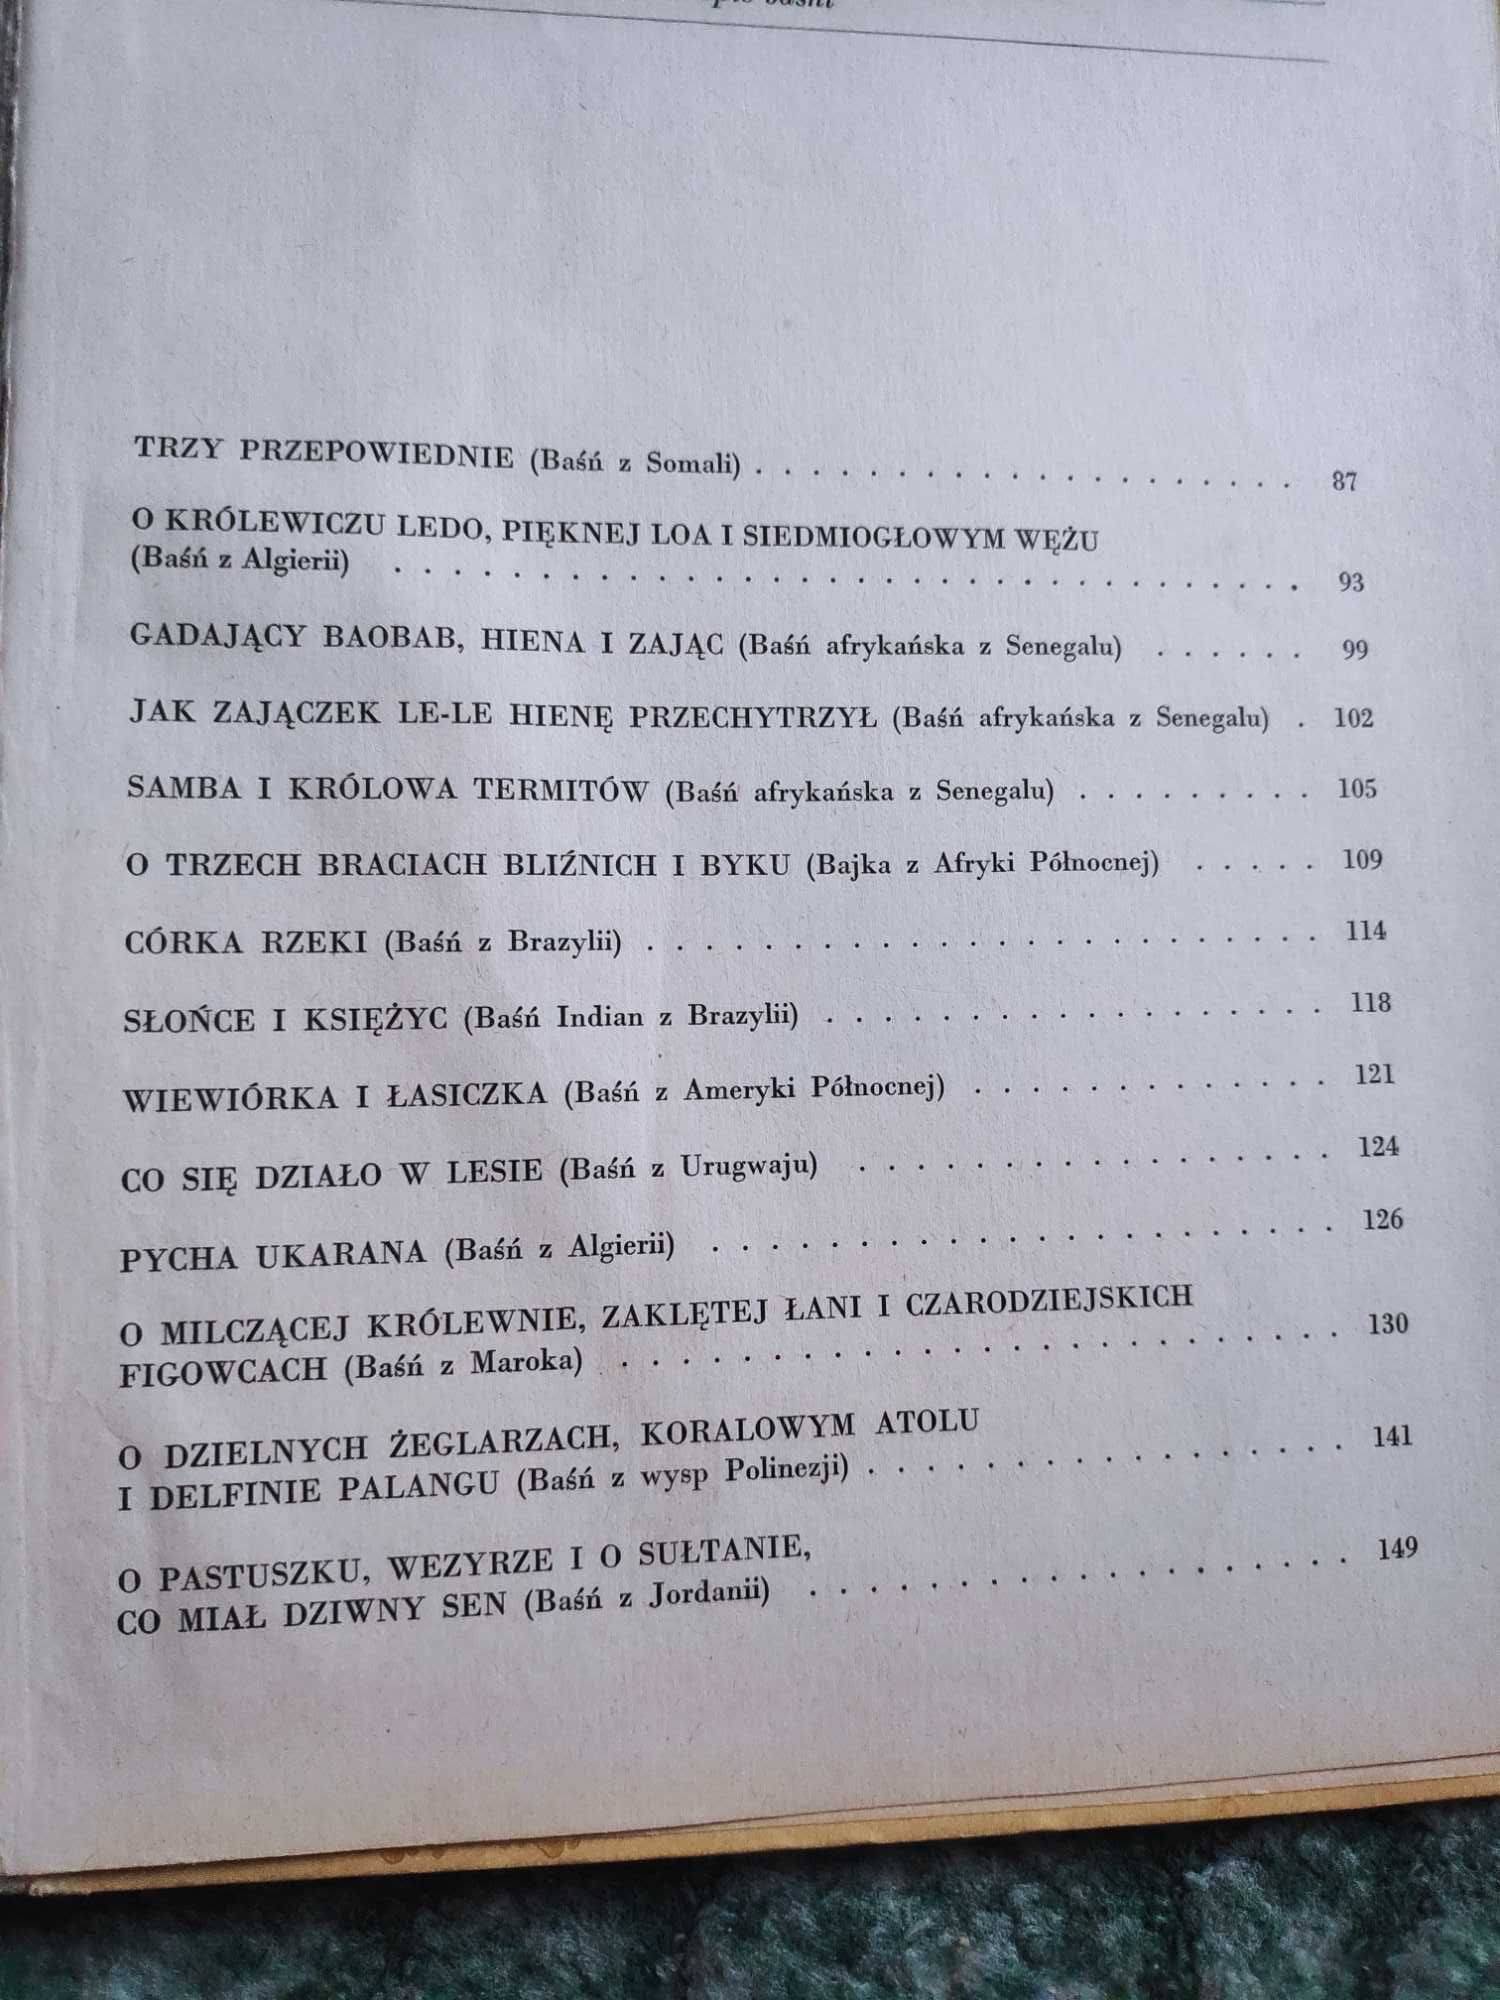 baśni
TRZY PRZEPOWIEDNIE (Baśń z Somali) . . . . . . . . . . . . . . . . . . . 87
O KRÓLEWICZU LEDO, PIĘKNEJ LOA I SIEDMIOGŁOWYM WĘŻU
(Baśń z Algierii) . . . . . . . . . . . . . . . . . . . . . . . . . . . . . . . 93
GADAJĄCY BAOBAB, HIENA I ZAJĄC (Baśń afrykańska z Senegalu) . . . . . . 99
JAK ZAJĄCZEK LE-LE HIENĘ PRZECHYTRZYŁ (Baśń afrykańska z Senegalu) . 102
SAMBA I KRÓLOWA TERMITÓW (Baśń afrykańska z Senegalu) . . . . . . . . . 105
O TRZECH BRACIACH BLIŹNICH I BYKU (Bajka z Afryki Północnej) . . . . . 109
CÓRKA RZEKI (Baśń z Brazylii) . . . . . . . . . . . . . . . . . . . . . . . . 114
SŁOŃCE I KSIĘŻYC (Baśń Indian z Brazylii) . . . . . . . . . . . . . . . . . . 118
WIEWIÓRKA I ŁASICZKA (Baśń z Ameryki Północnej) . . . . . . . . . . . . . 121
CO SIĘ DZIAŁO W LESIE (Baśń z Urugwaju) . . . . . . . . . . . . . . . . . 124
PYCHA UKARANA (Baśń z Algierii) . . . . . . . . . . . . . . . . . . . . . . 126
O MILCZĄCEJ KRÓLEWNIE, ZAKLĘTEJ ŁANI I CZARODZIEJSKICH
FIGOWCACH (Baśń z Maroka) . . . . . . . . . . . . . . . . . . . . . . . . . 130
O DZIELNYCH ŻEGLARZACH, KORALOWYM ATOLU
I DELFINIE PALANGU (Baśń z wysp Polinezji) . . . . . . . . . . . . . . . . . 141
O PASTUSZKU, WEZYRZE I O SUŁTANIE,
CO MIAŁ DZIWNY SEN (Baśń z Jordanii) . . . . . . . . . . . . . . . . . . . 149